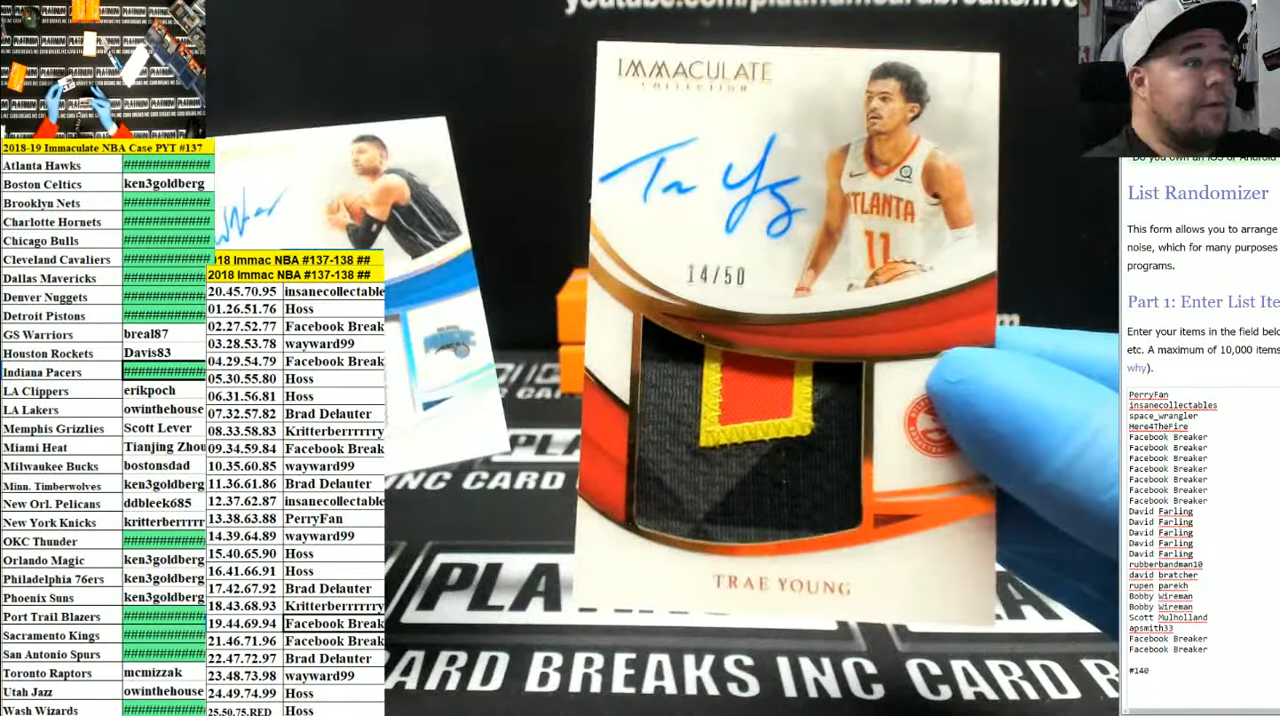 2018-19 Immaculate NBA Case PYT #137
Atlanta Hawks ############
Boston Celtics ken3goldberg
Brooklyn Nets ############
Charlotte Hornets ############
Chicago Bulls ############
Cleveland Cavaliers ############
Dallas Mavericks ############
Denver Nuggets ############
Detroit Pistons ############
GS Warriors breal87
Houston Rockets Davis83
Indiana Pacers ############
LA Clippers erikpoch
LA Lakers owinthehouse
Memphis Grizzlies Scott Lever
Miami Heat Tianjing Zhou
Milwaukee Bucks bostonsdad
Minn. Timberwolves ken3goldberg
New Orl. Pelicans ddbleek685
New York Knicks kritterberrrrr
OKC Thunder ############
Orlando Magic ken3goldberg
Philadelphia 76ers ken3goldberg
Phoenix Suns ken3goldberg
Port Trail Blazers ############
Sacramento Kings ############
San Antonio Spurs ############
Toronto Raptors mcmizzak
Utah Jazz owinthehouse
Wash Wizards ############
2018 Immac NBA #137-138 ##
2018 Immac NBA #137-138 ##
20.45.70.95 insanecollectable
01.26.51.76 Hoss
02.27.52.77 Facebook Break
03.28.53.78 wayward99
04.29.54.79 Facebook Break
05.30.55.80 Hoss
06.31.56.81 Hoss
07.32.57.82 Brad Delauter
08.33.58.83 Kritterberrrrrry
09.34.59.84 Facebook Break
10.35.60.85 wayward99
11.36.61.86 Brad Delauter
12.37.62.87 insanecollectable
13.38.63.88 PerryFan
14.39.64.89 wayward99
15.40.65.90 Hoss
16.41.66.91 Hoss
17.42.67.92 Brad Delauter
18.43.68.93 Kritterberrrrrry
19.44.69.94 Facebook Break
21.46.71.96 Facebook Break
22.47.72.97 Brad Delauter
23.48.73.98 wayward99
24.49.74.99 Hoss
25.50.75.RED Hoss
IMMACULATE
COLLECTION
ATLANTA
11
14/50
TRAE YOUNG
CARD BREAKS INC CARD BREAKS
List Randomizer
This form allows you to arrange
noise, which for many purposes
programs.
Part 1: Enter List Ite
Enter your items in the field belo
etc. A maximum of 10,000 items
why).
PerryFan
insanecollectables
space_wrangler
Here4TheFire
Facebook Breaker
Facebook Breaker
Facebook Breaker
Facebook Breaker
Facebook Breaker
Facebook Breaker
Facebook Breaker
David Farling
David Farling
David Farling
David Farling
David Farling
rubberbandman10
david bratcher
rupen parekh
Bobby Wireman
Bobby Wireman
Scott Mulholland
apsmith33
Facebook Breaker
Facebook Breaker
#140